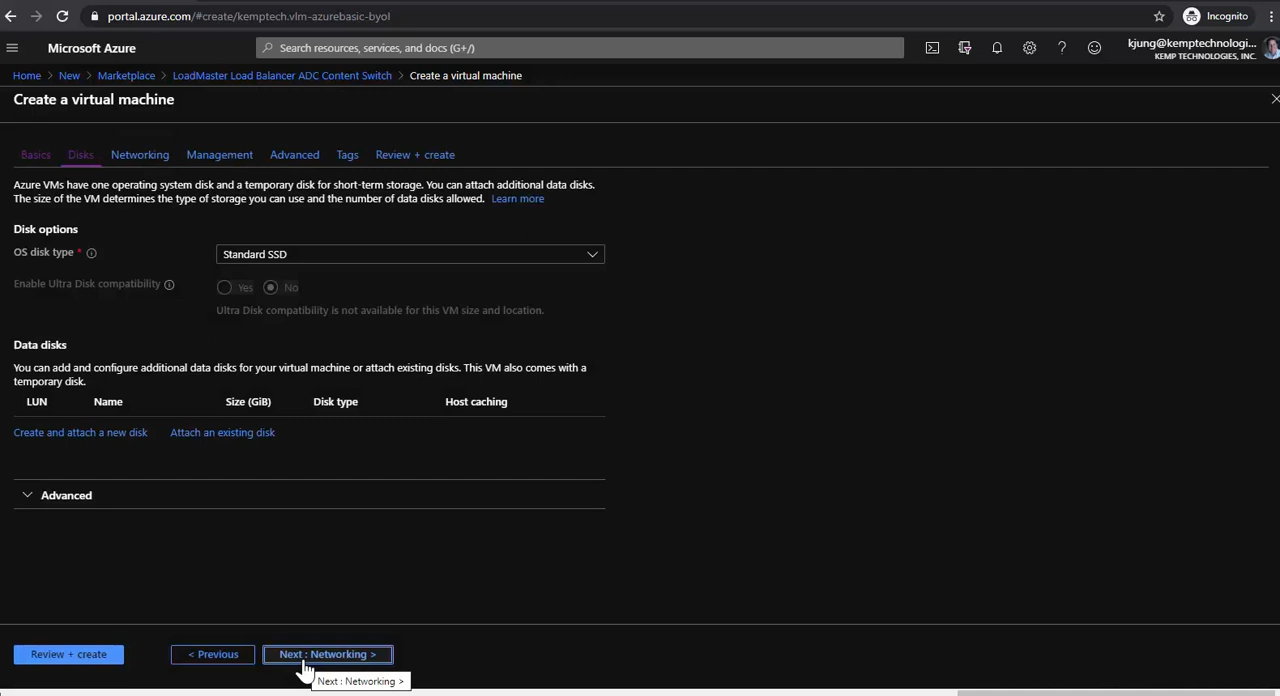 portal.azure.com/#create/kemptech.vlm-azurebasic-byol
Incognito
Microsoft Azure
Search resources, services, and docs (G+/)
kjung@kemptechnologi...
KEMP TECHNOLOGIES, INC.
Home > New > Marketplace > LoadMaster Load Balancer ADC Content Switch > Create a virtual machine
Create a virtual machine
Basics Disks Networking Management Advanced Tags Review + create
Azure VMs have one operating system disk and a temporary disk for short-term storage. You can attach additional data disks.
The size of the VM determines the type of storage you can use and the number of data disks allowed. Learn more
Disk options
OS disk type * Standard SSD
Enable Ultra Disk compatibility Yes No
Ultra Disk compatibility is not available for this VM size and location.
Data disks
You can add and configure additional data disks for your virtual machine or attach existing disks. This VM also comes with a
temporary disk.
LUN Name Size (GiB) Disk type Host caching
Create and attach a new disk Attach an existing disk
Advanced
Review + create < Previous Next : Networking >
Next : Networking >